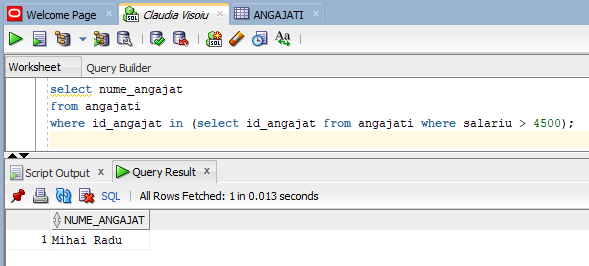 Welcome Page Claudia Visoiu ANGAJATI
SQL
Aa
Worksheet Query Builder
select nume_angajat
from angajati
where id_angajat in (select id_angajat from angajati where salariu > 4500);
Script Output x Query Result x
SQL All Rows Fetched: 1 in 0.013 seconds
NUME_ANGAJAT
1 Mihai Radu